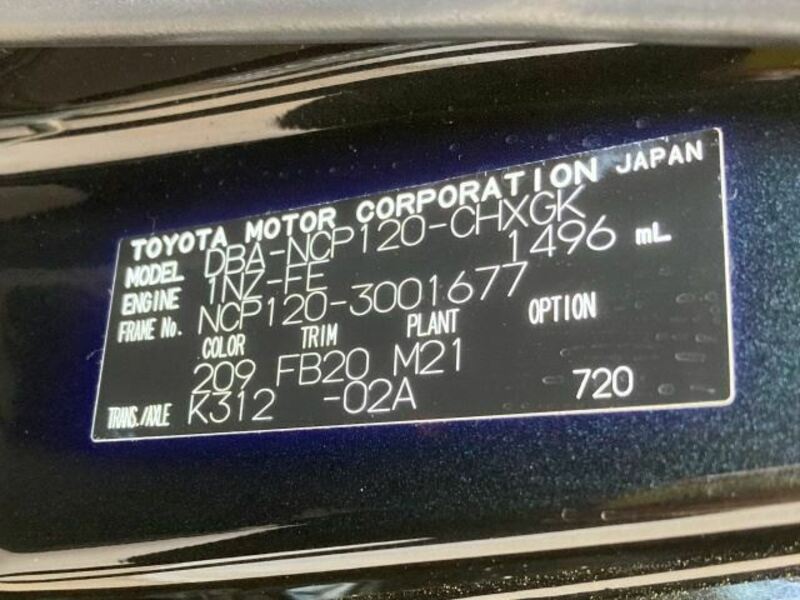 TOYOTA MOTOR CORPORATION JAPAN
MODEL DBA-NCP120-CHXGK
ENGINE 1NZ-FE 1496 mL
FRAME No. NCP120-3001677
COLOR TRIM PLANT OPTION
209 FB20 M21
TRANS./AXLE K312 -02A 720